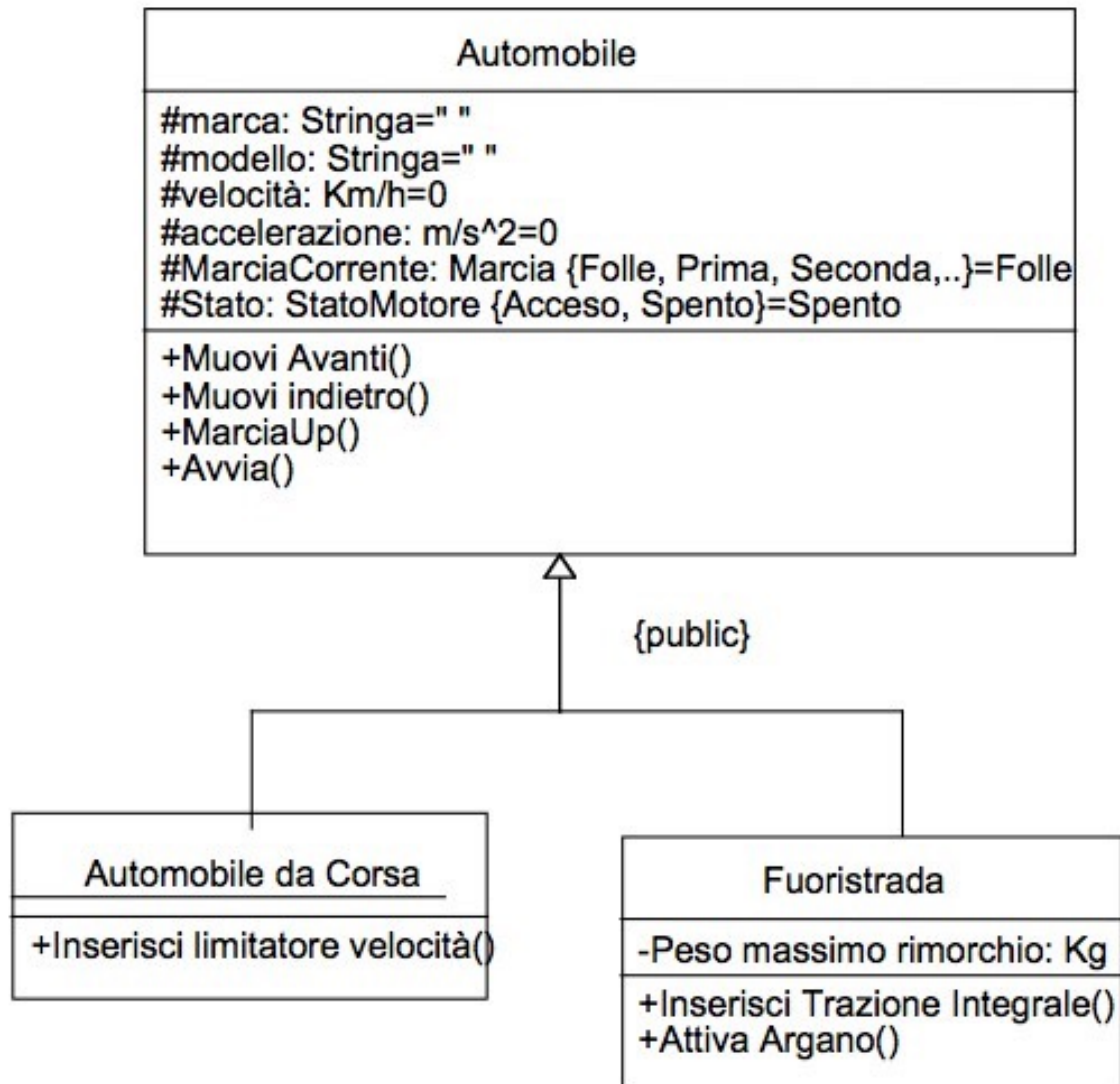 Automobile
#marca: Stringa=" "
#modello: Stringa=" "
#velocità: Km/h=0
#accelerazione: m/s^2=0
#MarciaCorrente: Marcia {Folle, Prima, Seconda,..}=Folle
#Stato: StatoMotore {Acceso, Spento}=Spento
+Muovi Avanti()
+Muovi indietro()
+MarciaUp()
+Avvia()
{public}
Automobile da Corsa
+Inserisci limitatore velocità()
Fuoristrada
-Peso massimo rimorchio: Kg
+Inserisci Trazione Integrale()
+Attiva Argano()